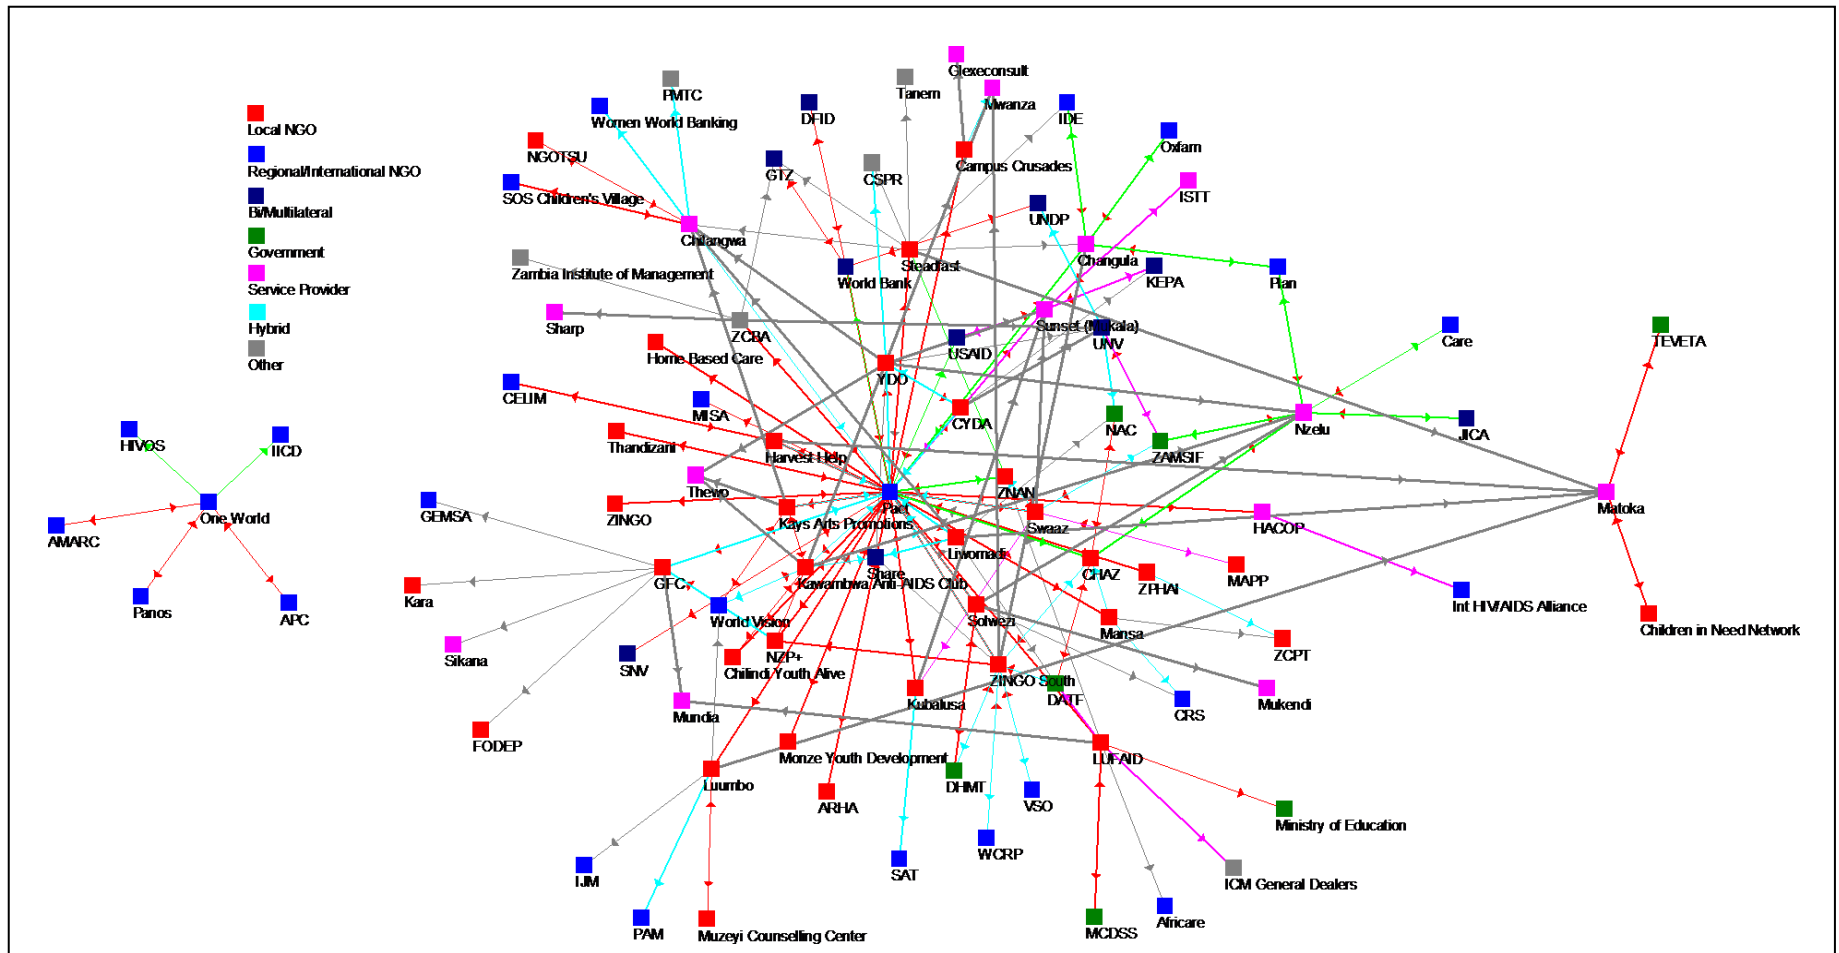 Glexeconsult
PMTC
Tanern
Mwanza
Women World Banking
DFID
IDE
Local NGO
NGOTSU
Campus Crusades
Oxfam
GTZ
CSPR
Regional/International NGO
SOS Children's Village
ISTT
Bi/Multilateral
UNDP
Government
Chilangwa
Steadfast
Changula
Zambia Institute of Management
World Bank
KEPA
Plan
Service Provider
Hybrid
Sharp
ZCBA
Sunset (Mukala)
UNV
Care
TEVETA
Other
Home Based Care
USAID
YDO
CELIM
MISA
CYDA
NAC
Nzelu
JICA
HIVOS
IICD
Thandizani
Harvest Help
ZAMSIF
Thewo
ZNAN
Pact
One World
GEMSA
ZINGO
Kays Arts Promotions
Swaaz
HACOP
Matoka
AMARC
Liwomadi
Share
GFC
Kawambwa Anti-AIDS Club
CHAZ
ZPHAI
MAPP
Kara
Panos
APC
World Vision
Solwezi
Mansa
Int HIV/AIDS Alliance
Children in Need Network
Sikana
SNV
NZP+
Chilindi Youth Alive
ZINGO South
ZCPT
Mundia
Kubalusa
DATF
CRS
Mukendi
FODEP
Monze Youth Development
LUFAID
Luumbo
DHMT
ARHA
VSO
Ministry of Education
WCRP
IJM
SAT
ICM General Dealers
PAM
Muzeyi Counselling Center
MCDSS
Africare